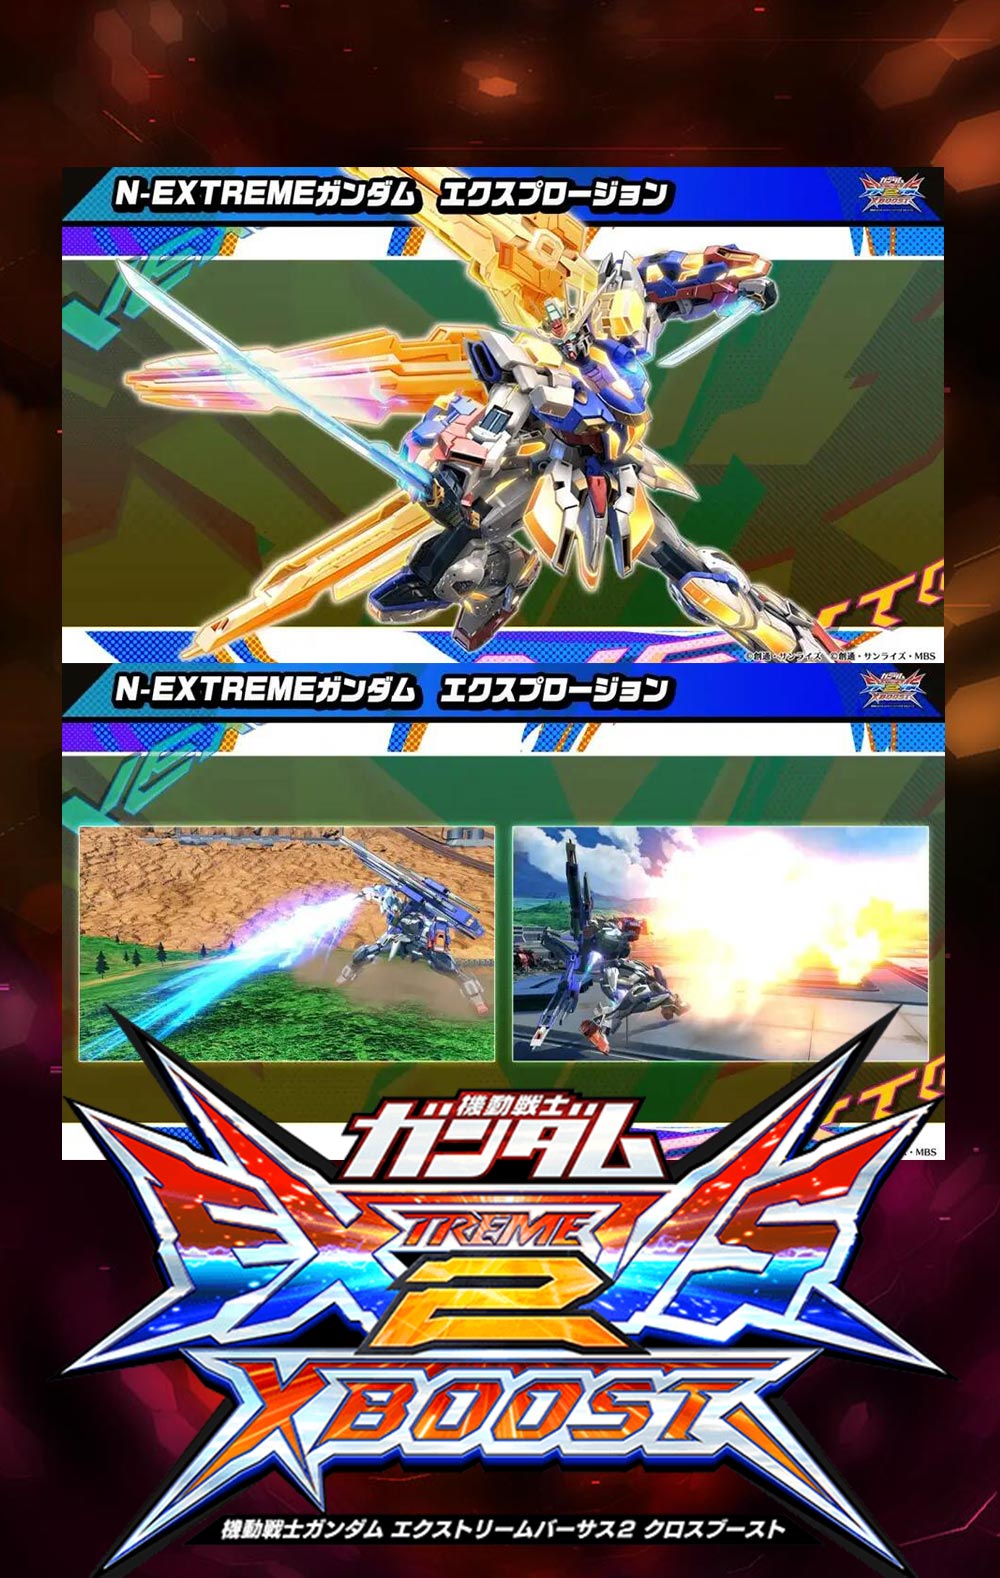 N-EXTREMEガンダム エクスプロージョン
©創通・サンライズ ©創通・サンライズ・MBS
N-EXTREMEガンダム エクスプロージョン
・MBS
機動戦士
ガンダム
EXVS
TREME
2
XBOOST
機動戦士ガンダム エクストリームバーサス2 クロスブースト